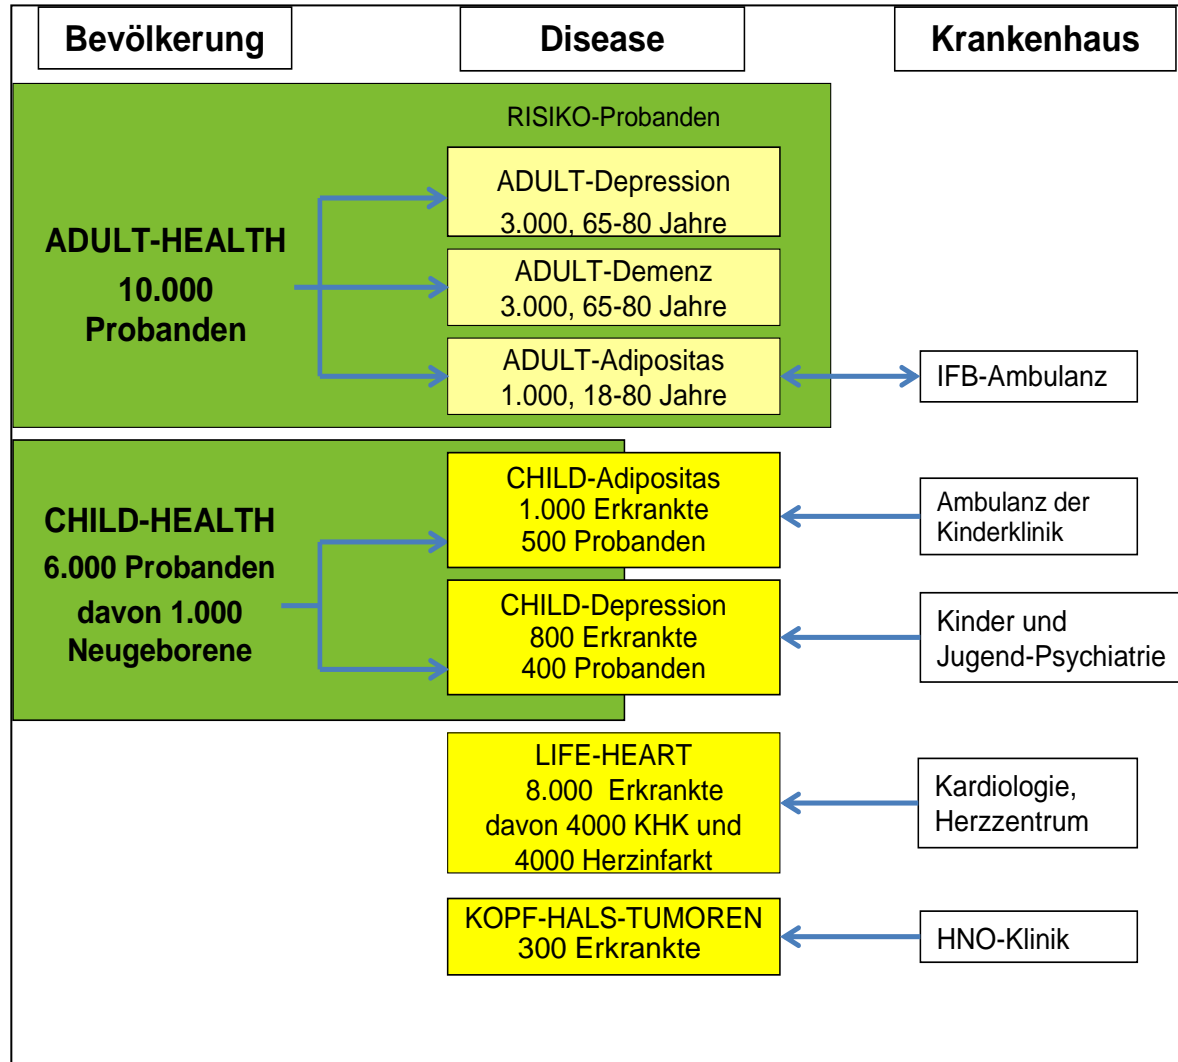 Bevölkerung
Disease
Krankenhaus
RISIKO-Probanden
ADULT-HEALTH
10.000
Probanden
ADULT-Depression
3.000, 65-80 Jahre
ADULT-Demenz
3.000, 65-80 Jahre
ADULT-Adipositas
1.000, 18-80 Jahre
IFB-Ambulanz
CHILD-HEALTH
6.000 Probanden
davon 1.000
Neugeborene
CHILD-Adipositas
1.000 Erkrankte
500 Probanden
Ambulanz der
Kinderklinik
CHILD-Depression
800 Erkrankte
400 Probanden
Kinder und
Jugend-Psychiatrie
LIFE-HEART
8.000 Erkrankte
davon 4000 KHK und
4000 Herzinfarkt
Kardiologie,
Herzzentrum
KOPF-HALS-TUMOREN
300 Erkrankte
HNO-Klinik